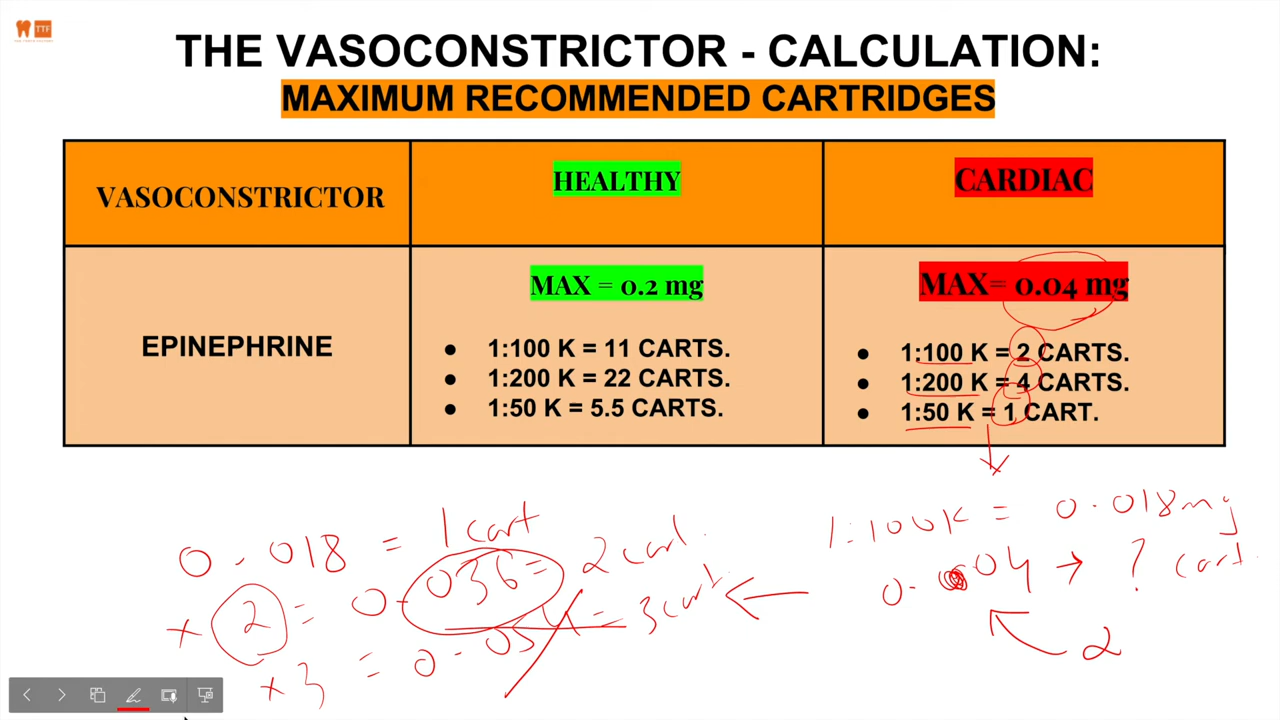 TTF
THE VASOCONSTRICTOR - CALCULATION:
MAXIMUM RECOMMENDED CARTRIDGES
VASOCONSTRICTOR
HEALTHY
CARDIAC
EPINEPHRINE
MAX = 0.2 mg
● 1:100 K = 11 CARTS.
● 1:200 K = 22 CARTS.
● 1:50 K = 5.5 CARTS.
MAX= 0.04 mg
● 1:100 K = 2 CARTS.
● 1:200 K = 4 CARTS.
● 1:50 K = 1 CART.
1:100K = 0.018mg
0.04 → ? cart
2
0.018 = 1 cart
x 2 = 0.036 = 2 cart.
x 3 = 0.054 = 3 cart.